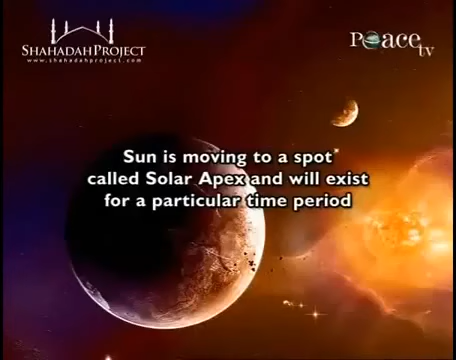 SHAHADAHPROJECT
www.shahadahproject.com
Peace
tv
Sun is moving to a spot
called Solar Apex and will exist
for a particular time period